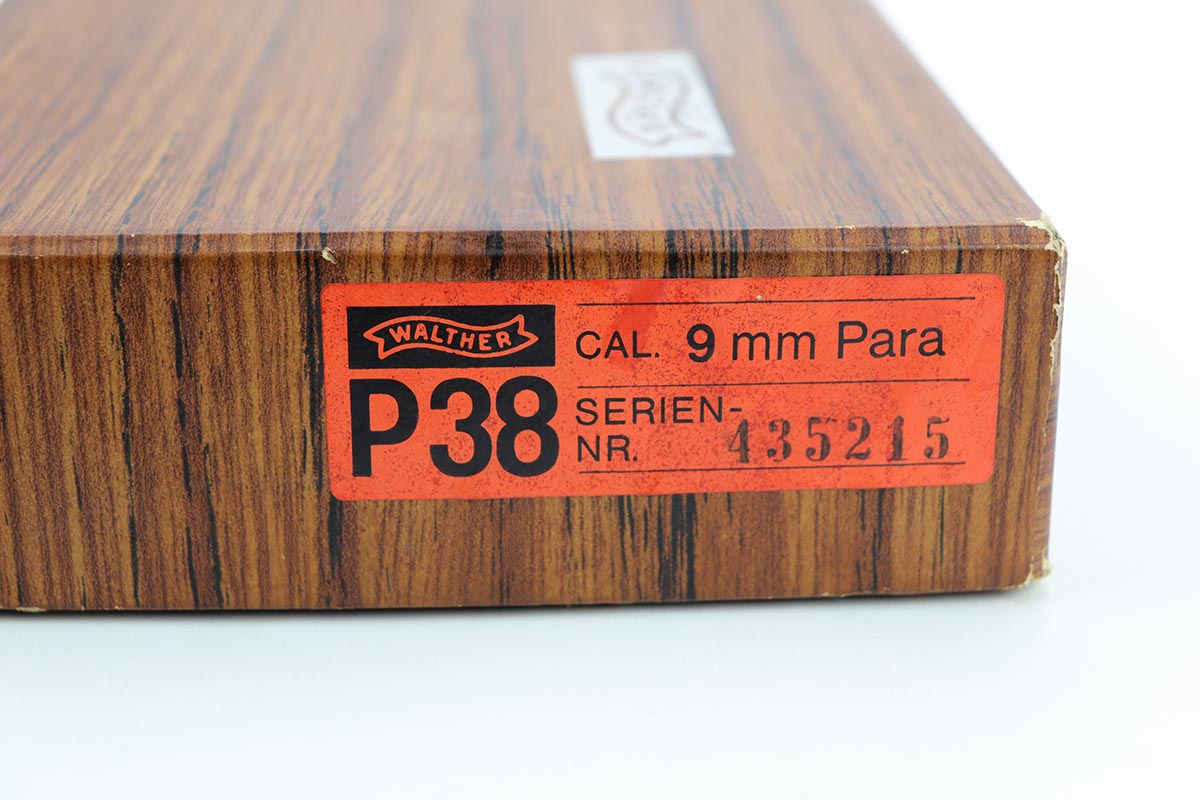 WALTHER
P38
CAL. 9 mm Para
SERIEN-
NR. 435215